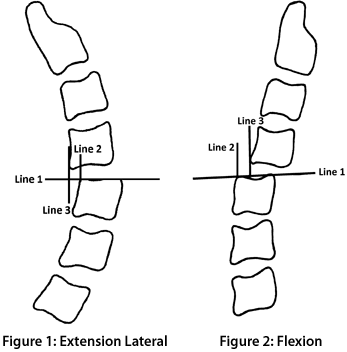 Line 3
Line 2
Line 2
Line 1
Line 1
Line 3
Figure 1: Extension Lateral
Figure 2: Flexion